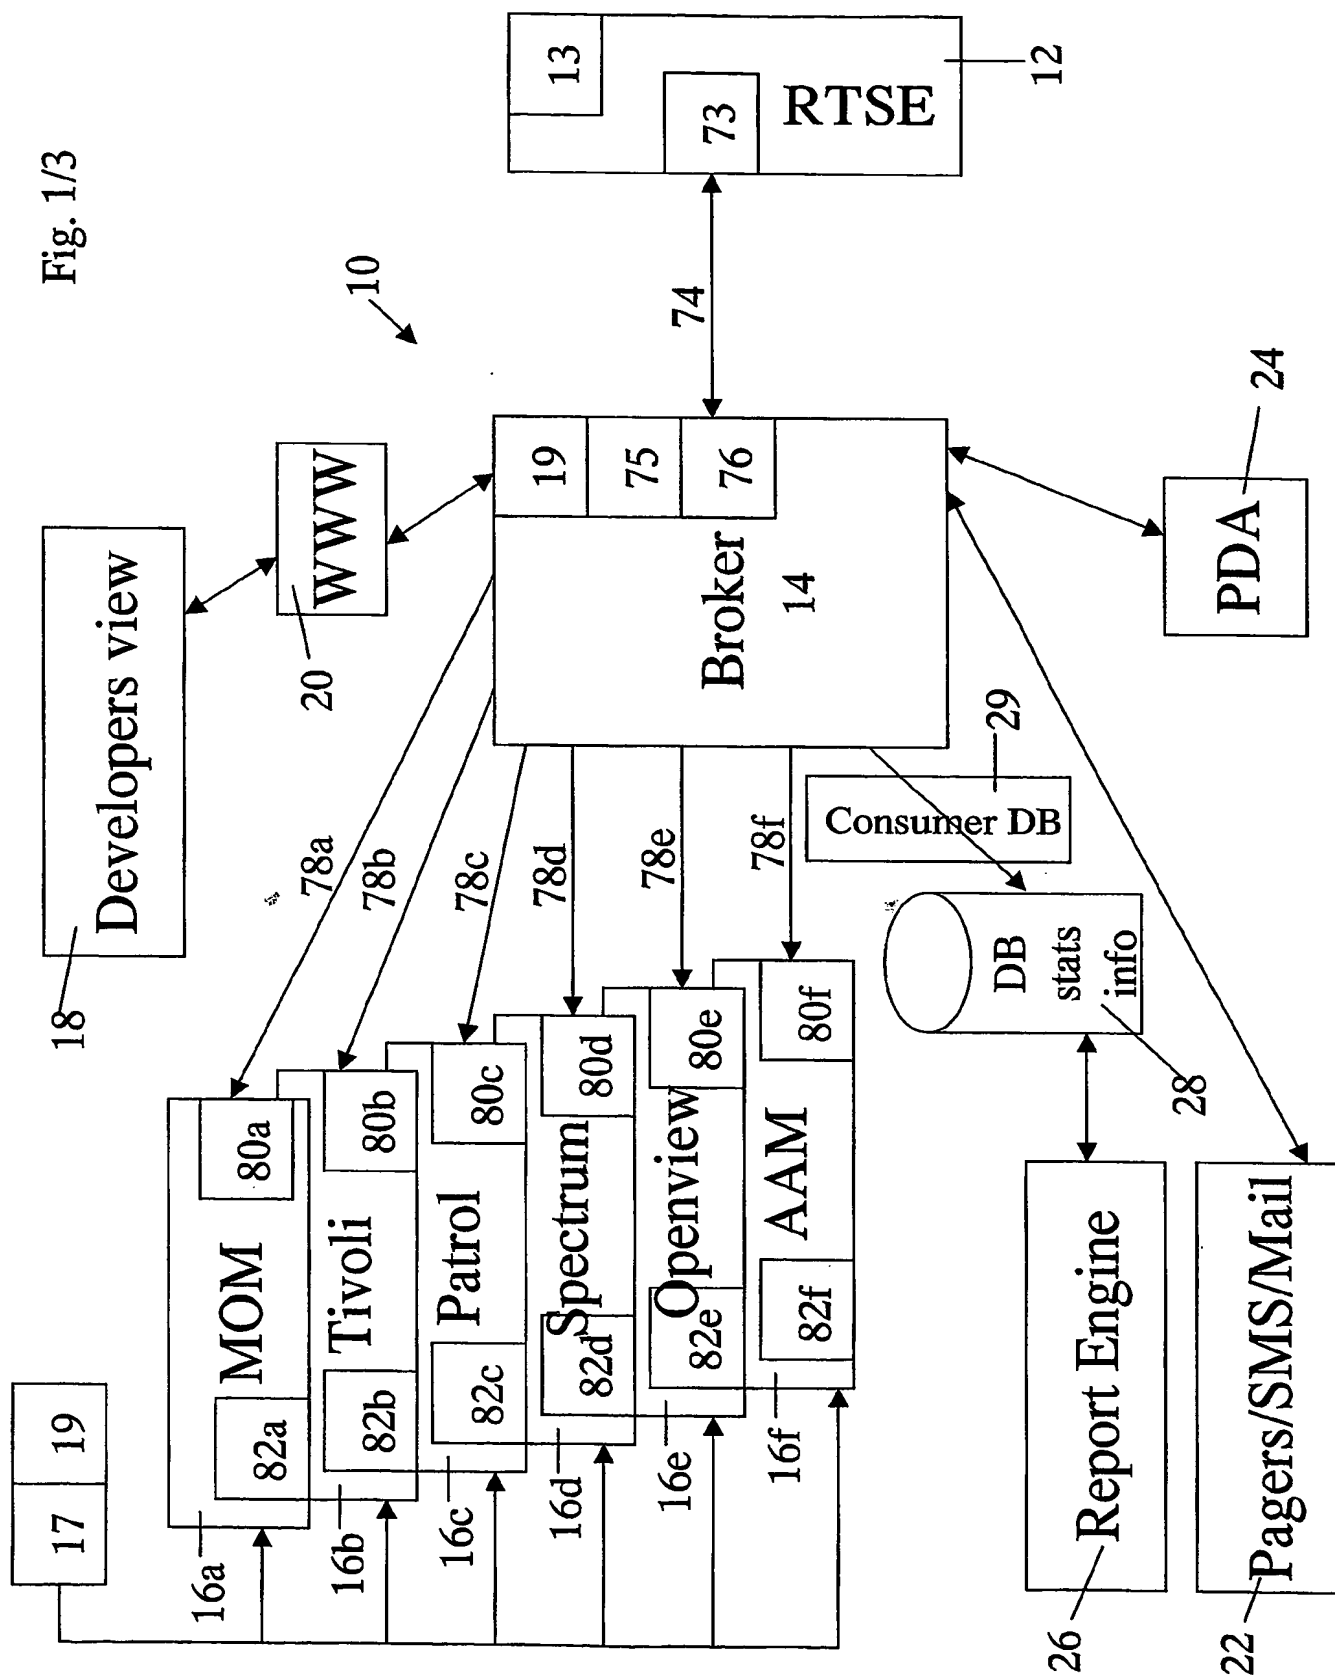 Fig. 1/3
10
18
Developers view
20
WWW
17
19
16a
82a
MOM
80a
78a
16b
82b
Tivoli
80b
78b
16c
82c
Patrol
80c
78c
16d
82d
Spectrum
80d
78d
16e
82e
Openview
80e
78e
16f
82f
AAM
80f
78f
Broker
14
19
75
76
74
13
73
RTSE
12
Consumer DB
29
DB
stats
info
28
26
Report Engine
22
Pagers/SMS/Mail
PDA
24